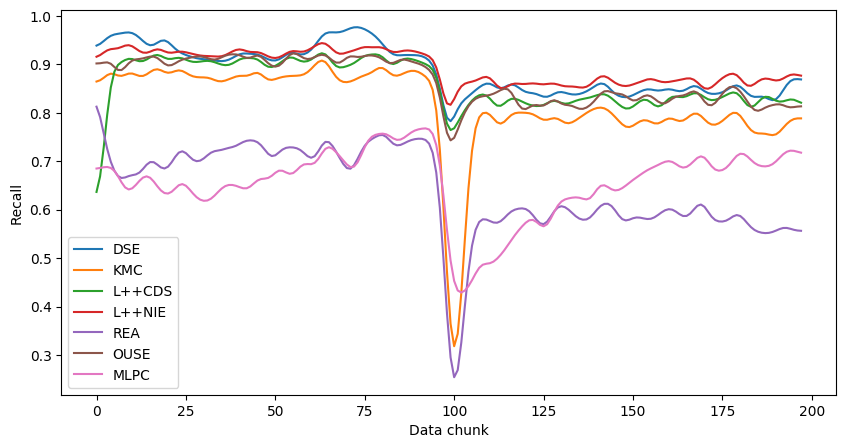 1.0
0.9
0.8
0.7
0.6
0.5
0.4
0.3
Recall
DSE
KMC
L++CDS
L++NIE
REA
OUSE
MLPC
0 25 50 75 100 125 150 175 200
Data chunk